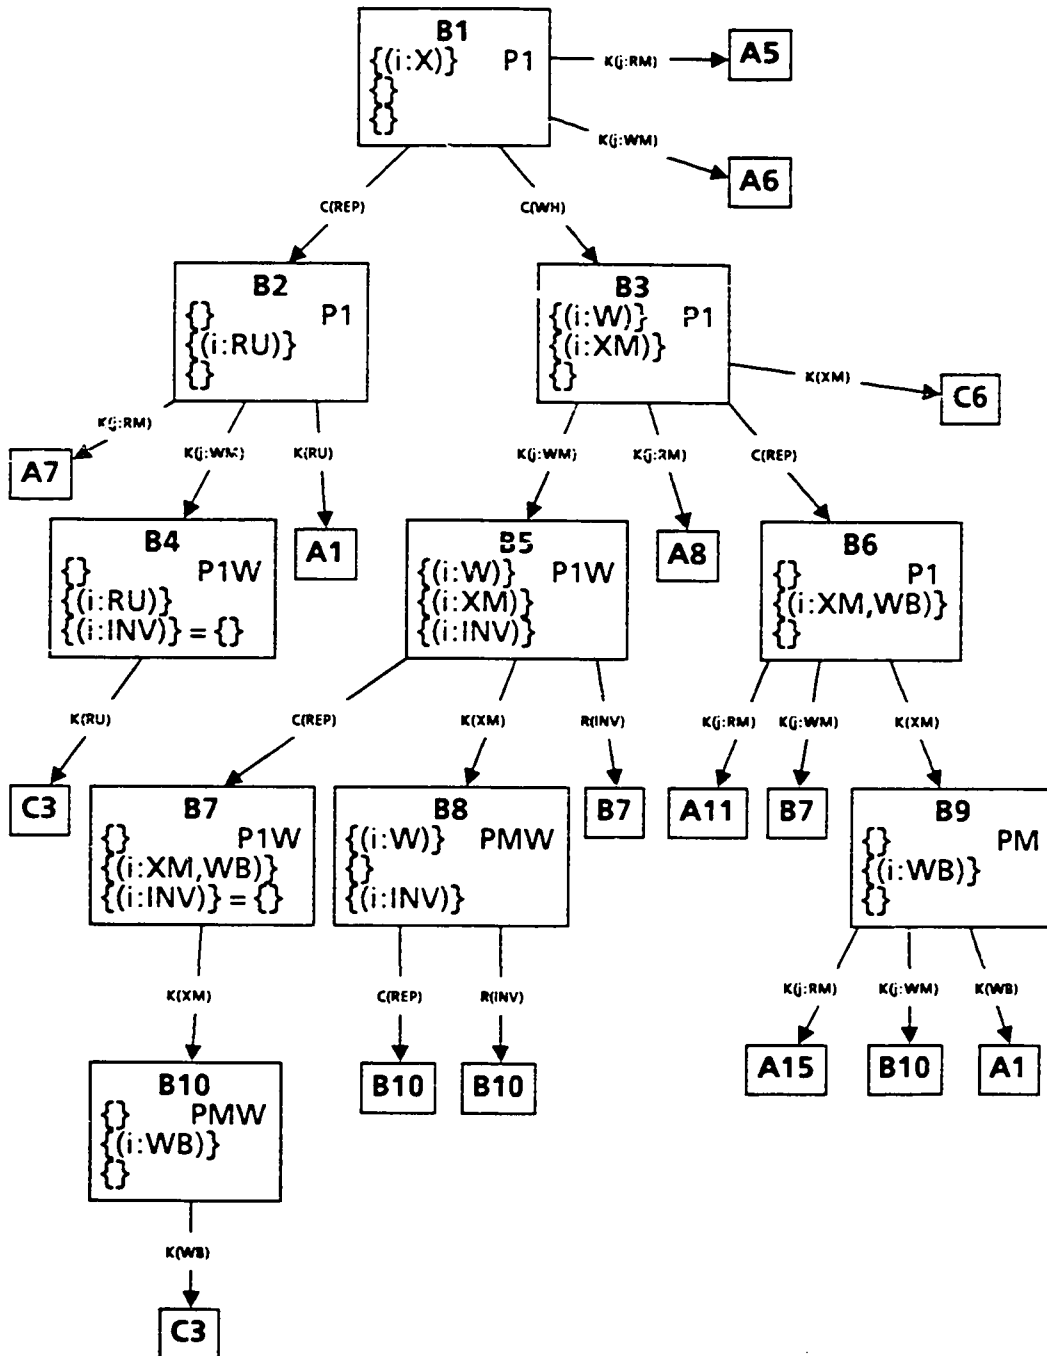 B1
{(i:X)} P1
{}
{}
K(j:RM)
A5
K(j:WM)
A6
C(REP)
C(WH)
B2
{} P1
{(i:RU)}
{}
B3
{(i:W)} P1
{(i:XM)}
{}
K(XM)
C6
K(j:RM)
A7
K(j:WM)
K(RU)
K(j:WM)
K(j:RM)
C(REP)
B4
{} P1W
{(i:RU)}
{(i:INV)} = {}
A1
B5
{(i:W)} P1W
{(i:XM)}
{(i:INV)}
A8
B6
{} P1
{(i:XM,WB)}
{}
K(RU)
C(REP)
K(XM)
R(INV)
K(j:RM)
K(j:WM)
K(XM)
C3
B7
{} P1W
{(i:XM,WB)}
{(i:INV)} = {}
B8
{(i:W)} PMW
{}
{(i:INV)}
B7
A11
B7
B9
{} PM
{(i:WB)}
{}
K(XM)
C(REP)
R(INV)
K(j:RM)
K(j:WM)
K(WB)
B10
{} PMW
{(i:WB)}
{}
B10
B10
A15
B10
A1
K(WB)
C3